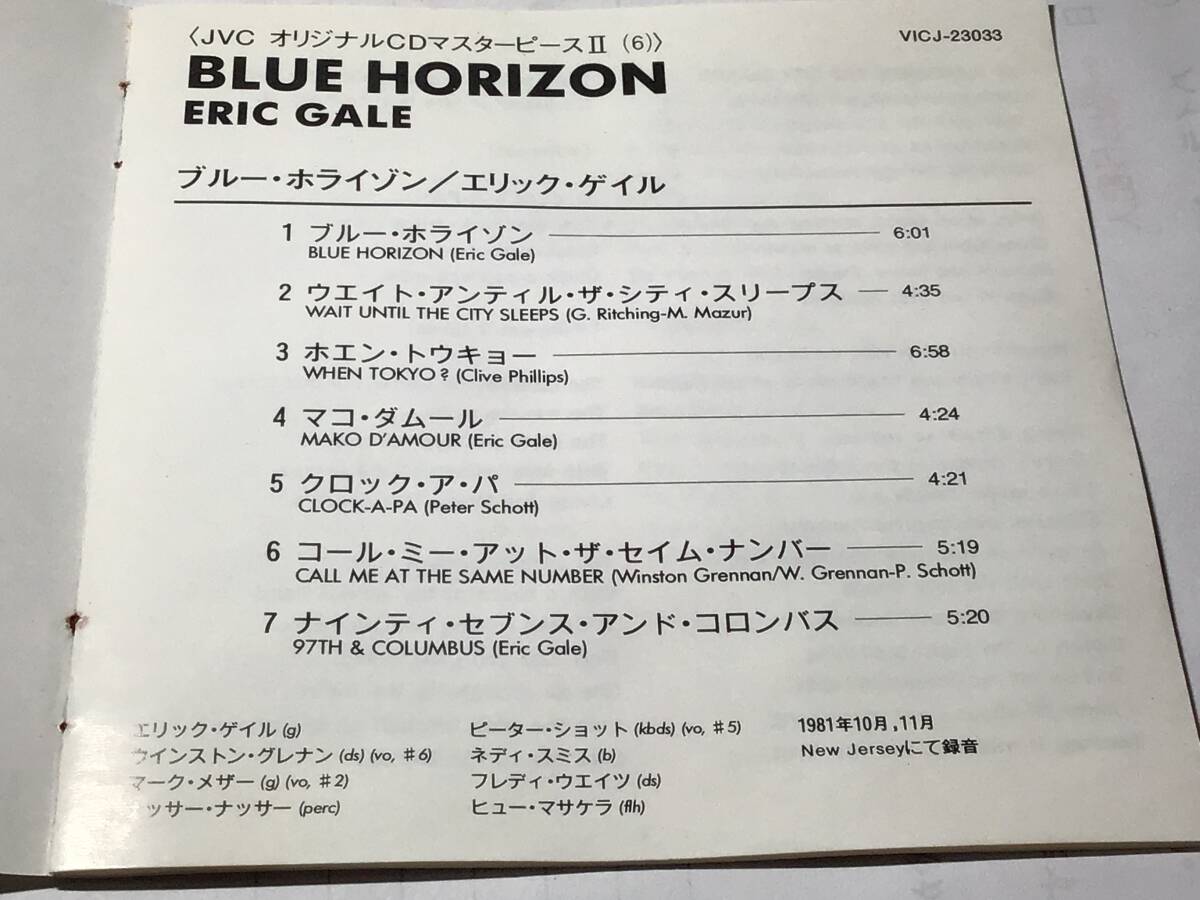 〈JVC オリジナルCDマスターピースⅡ (6)〉
VICJ-23033
BLUE HORIZON
ERIC GALE
ブルー・ホライゾン／エリック・ゲイル
1 ブルー・ホライゾン 6:01
BLUE HORIZON (Eric Gale)
2 ウエイト・アンティル・ザ・シティ・スリープス 4:35
WAIT UNTIL THE CITY SLEEPS (G. Ritching-M. Mazur)
3 ホエン・トウキョー 6:58
WHEN TOKYO? (Clive Phillips)
4 マコ・ダムール 4:24
MAKO D'AMOUR (Eric Gale)
5 クロック・ア・パ 4:21
CLOCK-A-PA (Peter Schott)
6 コール・ミー・アット・ザ・セイム・ナンバー 5:19
CALL ME AT THE SAME NUMBER (Winston Grennan/W. Grennan-P. Schott)
7 ナインティ・セブンス・アンド・コロンバス 5:20
97TH & COLUMBUS (Eric Gale)
エリック・ゲイル (g)
ウインストン・グレナン (ds) (vo, ♯6)
マーク・メザー (g) (vo, ♯2)
ッサー・ナッサー (perc)
ピーター・ショット (kbds) (vo, ♯5)
ネディ・スミス (b)
フレディ・ウエイツ (ds)
ヒュー・マサケラ (flh)
1981年10月, 11月
New Jerseyにて録音